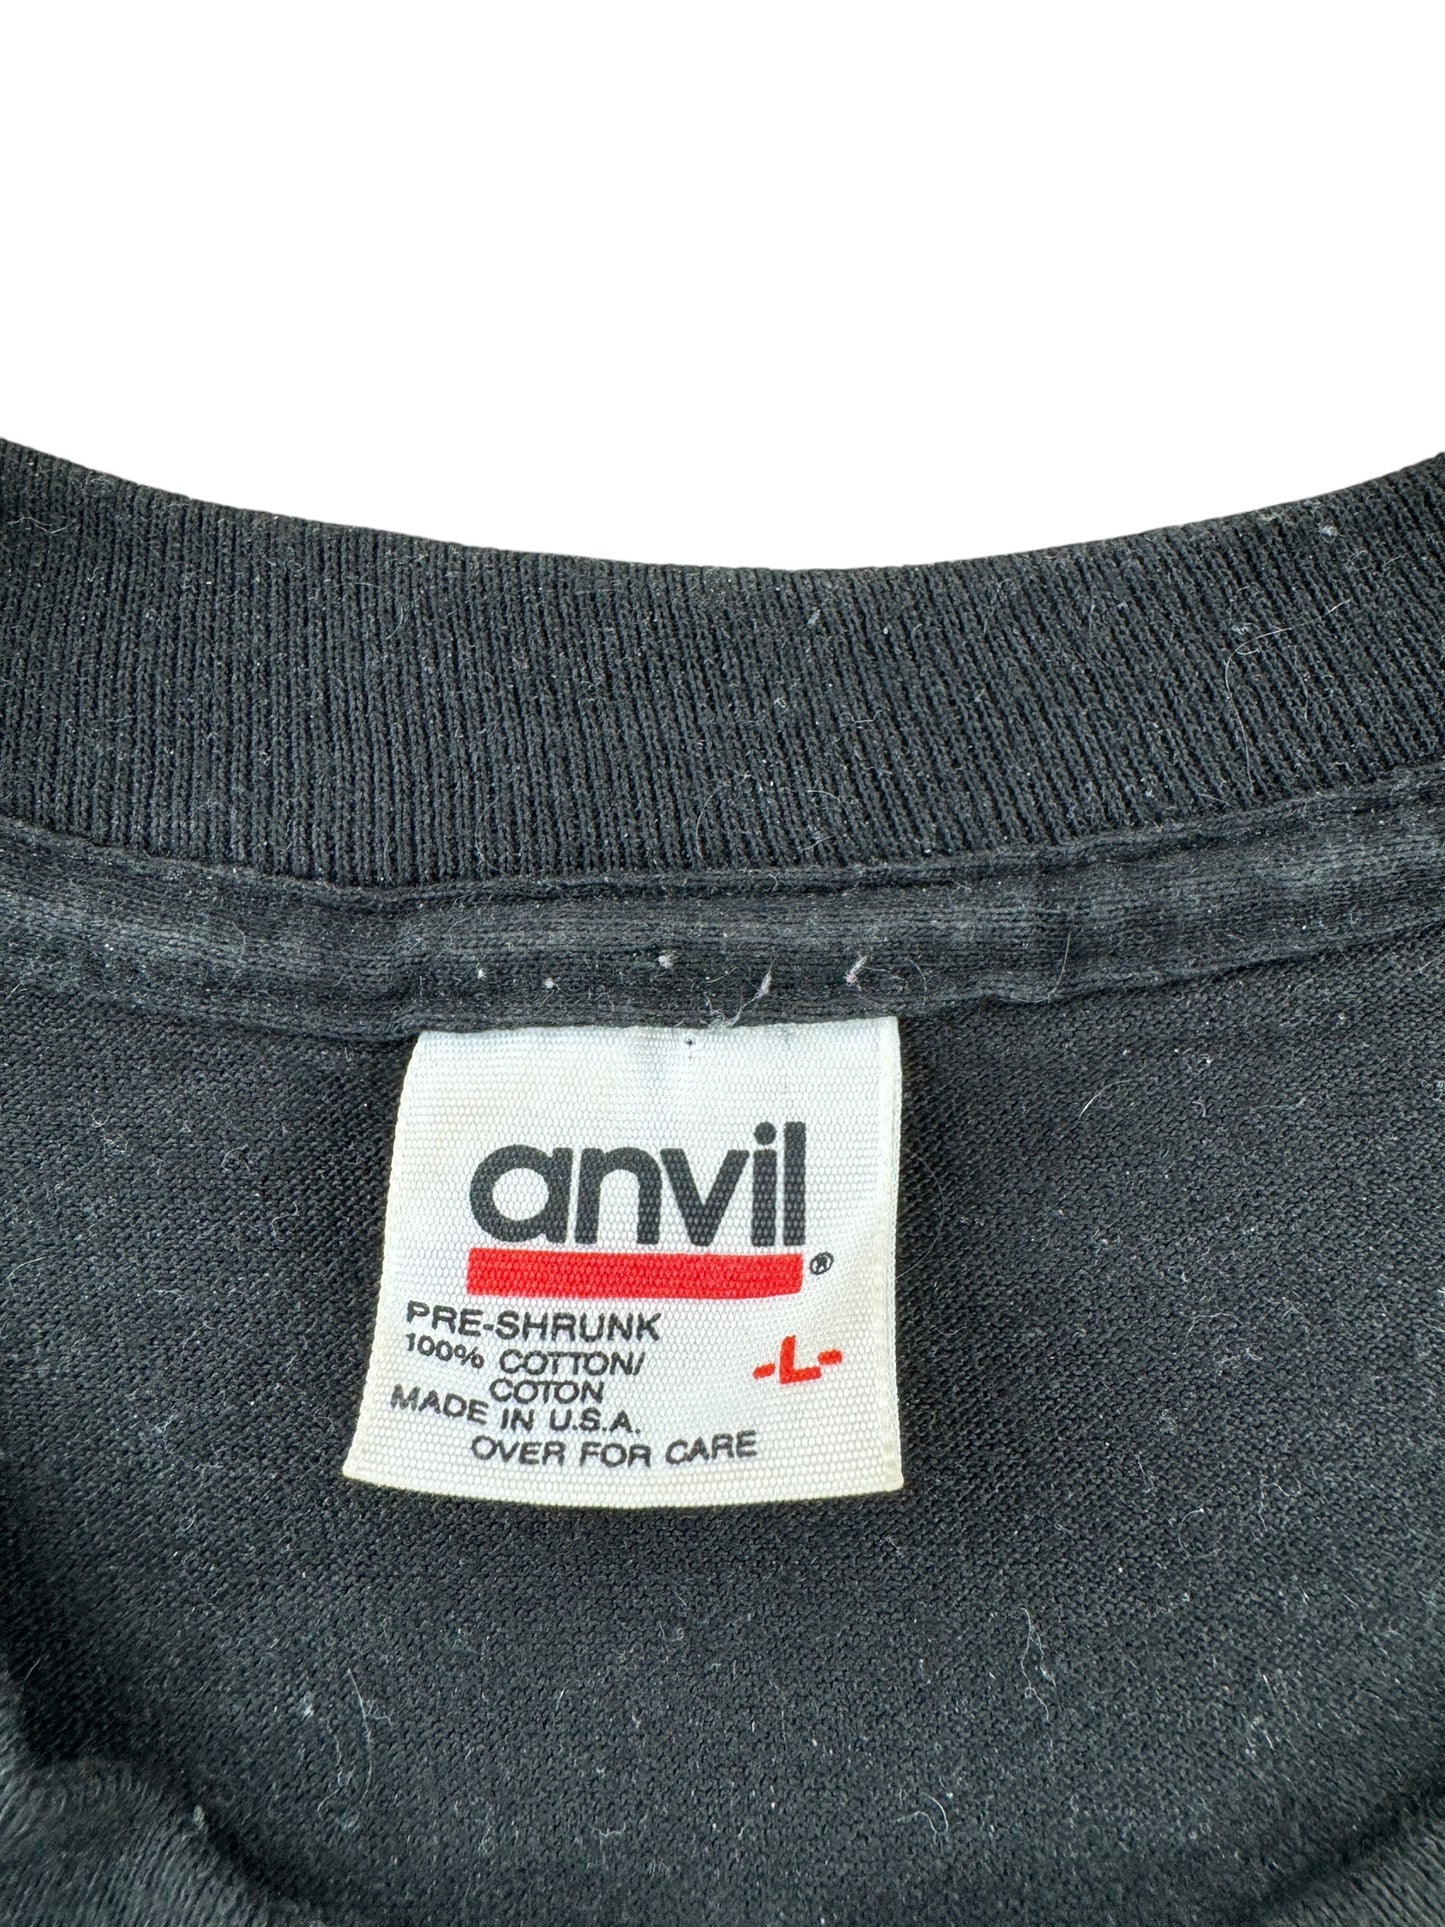 anvil®
PRE-SHRUNK
100% COTTON/
COTON
-L-
MADE IN U.S.A.
OVER FOR CARE